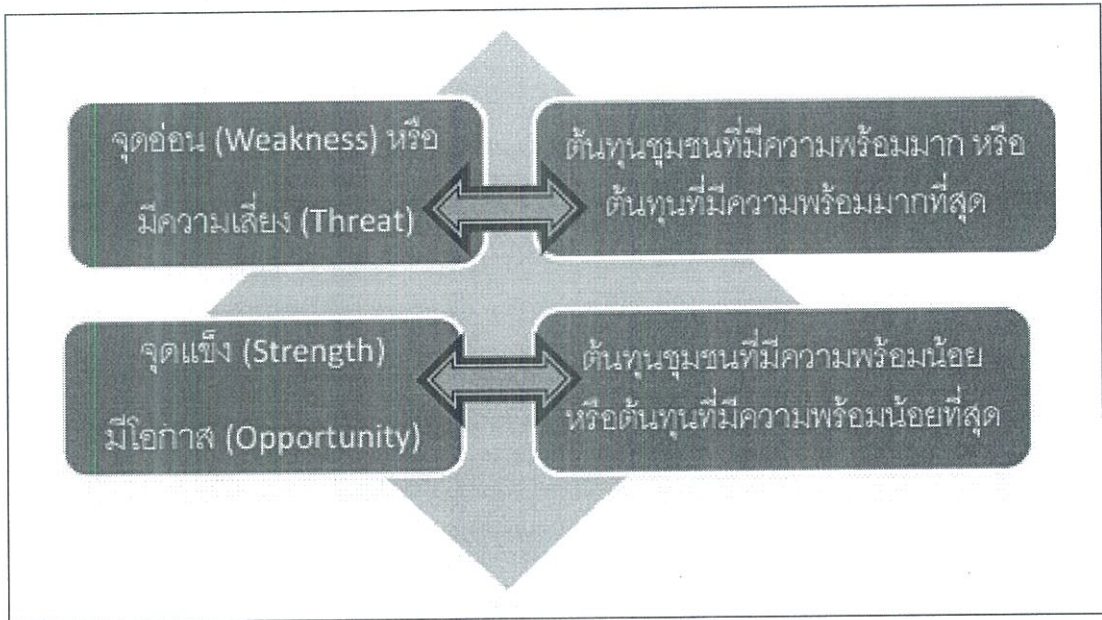 จุดอ่อน (Weakness) หรือ
มีความเสี่ยง (Threat)
ต้นทุนชุมชนที่มีความพร้อมมาก หรือ
ต้นทุนที่มีความพร้อมมากที่สุด
จุดแข็ง (Strength)
มีโอกาส (Opportunity)
ต้นทุนชุมชนที่มีความพร้อมน้อย
หรือต้นทุนที่มีความพร้อมน้อยที่สุด